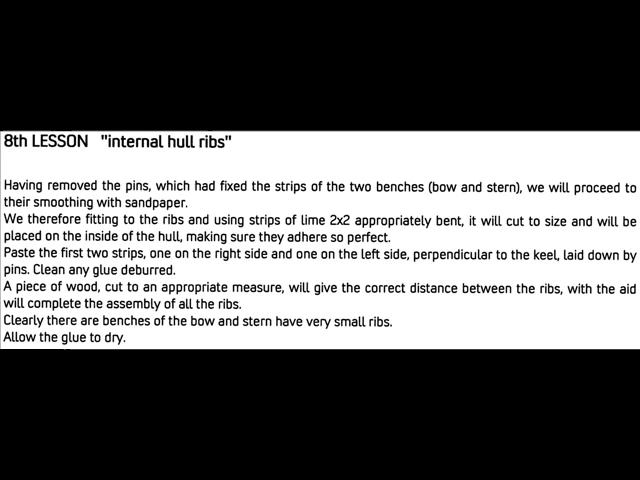 8th LESSON "internal hull ribs"
Having removed the pins, which had fixed the strips of the two benches (bow and stern), we will proceed to
their smoothing with sandpaper.
We therefore fitting to the ribs and using strips of lime 2x2 appropriately bent, it will cut to size and will be
placed on the inside of the hull, making sure they adhere so perfect.
Paste the first two strips, one on the right side and one on the left side, perpendicular to the keel, laid down by
pins. Clean any glue deburred.
A piece of wood, cut to an appropriate measure, will give the correct distance between the ribs, with the aid
will complete the assembly of all the ribs.
Clearly there are benches of the bow and stern have very small ribs.
Allow the glue to dry.